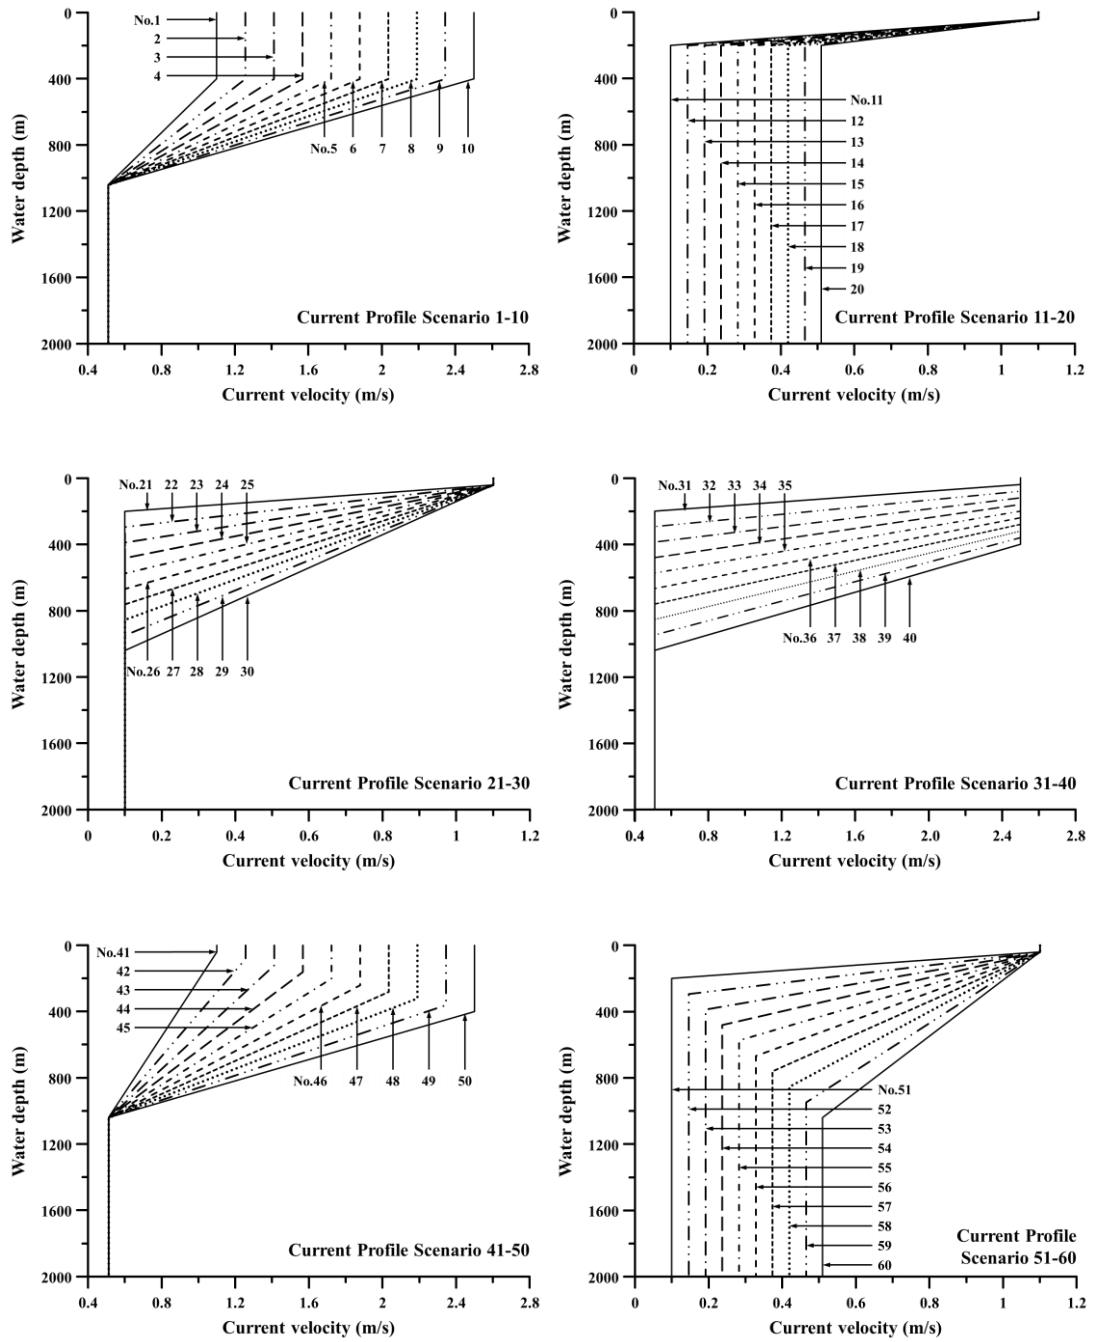 0
400
800
1200
1600
2000
Water depth (m)
No.1
2
3
4
No.5 6 7 8 9 10
Current Profile Scenario 1-10
0.4 0.8 1.2 1.6 2 2.4 2.8
Current velocity (m/s)
0
400
800
1200
1600
2000
Water depth (m)
No.11
12
13
14
15
16
17
18
19
20
Current Profile Scenario 11-20
0 0.2 0.4 0.6 0.8 1 1.2
Current velocity (m/s)
0
400
800
1200
1600
2000
Water depth (m)
No.21 22 23 24 25
No.26 27 28 29 30
Current Profile Scenario 21-30
0 0.2 0.4 0.6 0.8 1 1.2
Current velocity (m/s)
0
400
800
1200
1600
2000
Water depth (m)
No.31 32 33 34 35
No.36 37 38 39 40
Current Profile Scenario 31-40
0.4 0.8 1.2 1.6 2.0 2.4 2.8
Current velocity (m/s)
0
400
800
1200
1600
2000
Water depth (m)
No.41
42
43
44
45
No.46 47 48 49 50
Current Profile Scenario 41-50
0.4 0.8 1.2 1.6 2 2.4 2.8
Current velocity (m/s)
0
400
800
1200
1600
2000
Water depth (m)
No.51
52
53
54
55
56
57
58
59
60
Current Profile
Scenario 51-60
0 0.2 0.4 0.6 0.8 1 1.2
Current velocity (m/s)